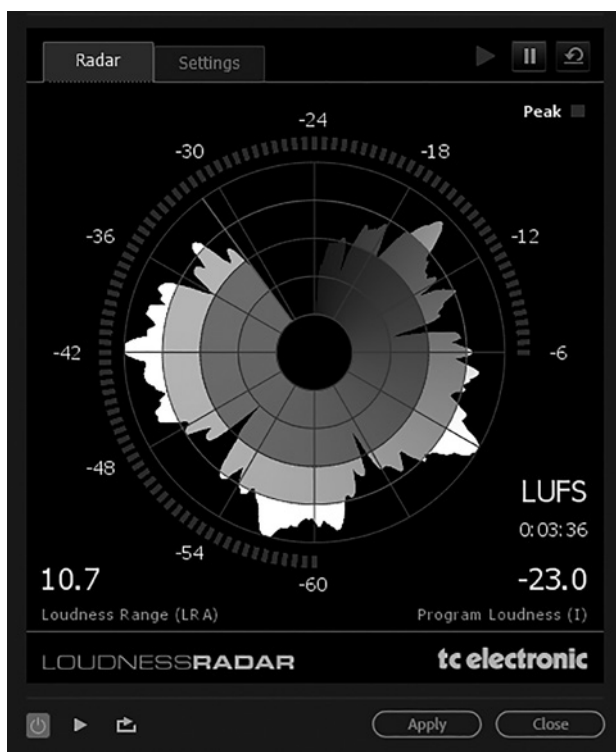 Radar
Settings
Peak
-24
-30
-18
-36
-12
-42
-6
-48
LUFS
0:03:36
-54
10.7
-60
-23.0
Loudness Range (LRA)
Program Loudness (I)
LOUDNESSRADAR
tc electronic
Apply
Close